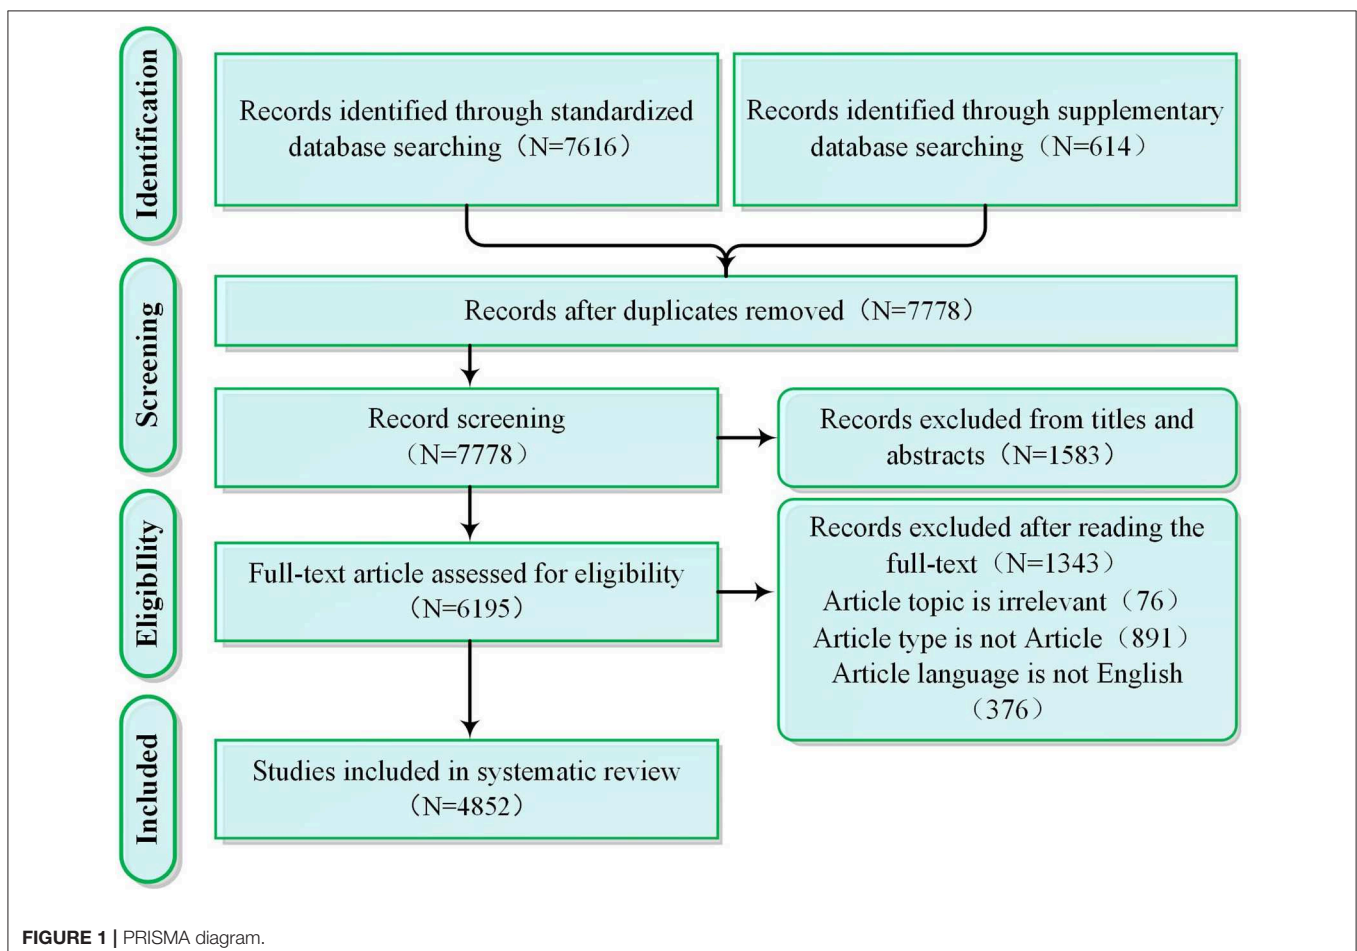 Identification
Records identified through standardized
database searching（N=7616）
Records identified through supplementary
database searching（N=614）
Screening
Records after duplicates removed（N=7778）
Record screening
（N=7778）
Records excluded from titles and
abstracts（N=1583）
EligibIlity
Full-text article assessed for eligibility
（N=6195）
Records excluded after reading the
full-text（N=1343）
Article topic is irrelevant（76）
Article type is not Article（891）
Article language is not English
（376）
Included
Studies included in systematic review
（N=4852）
FIGURE 1 | PRISMA diagram.